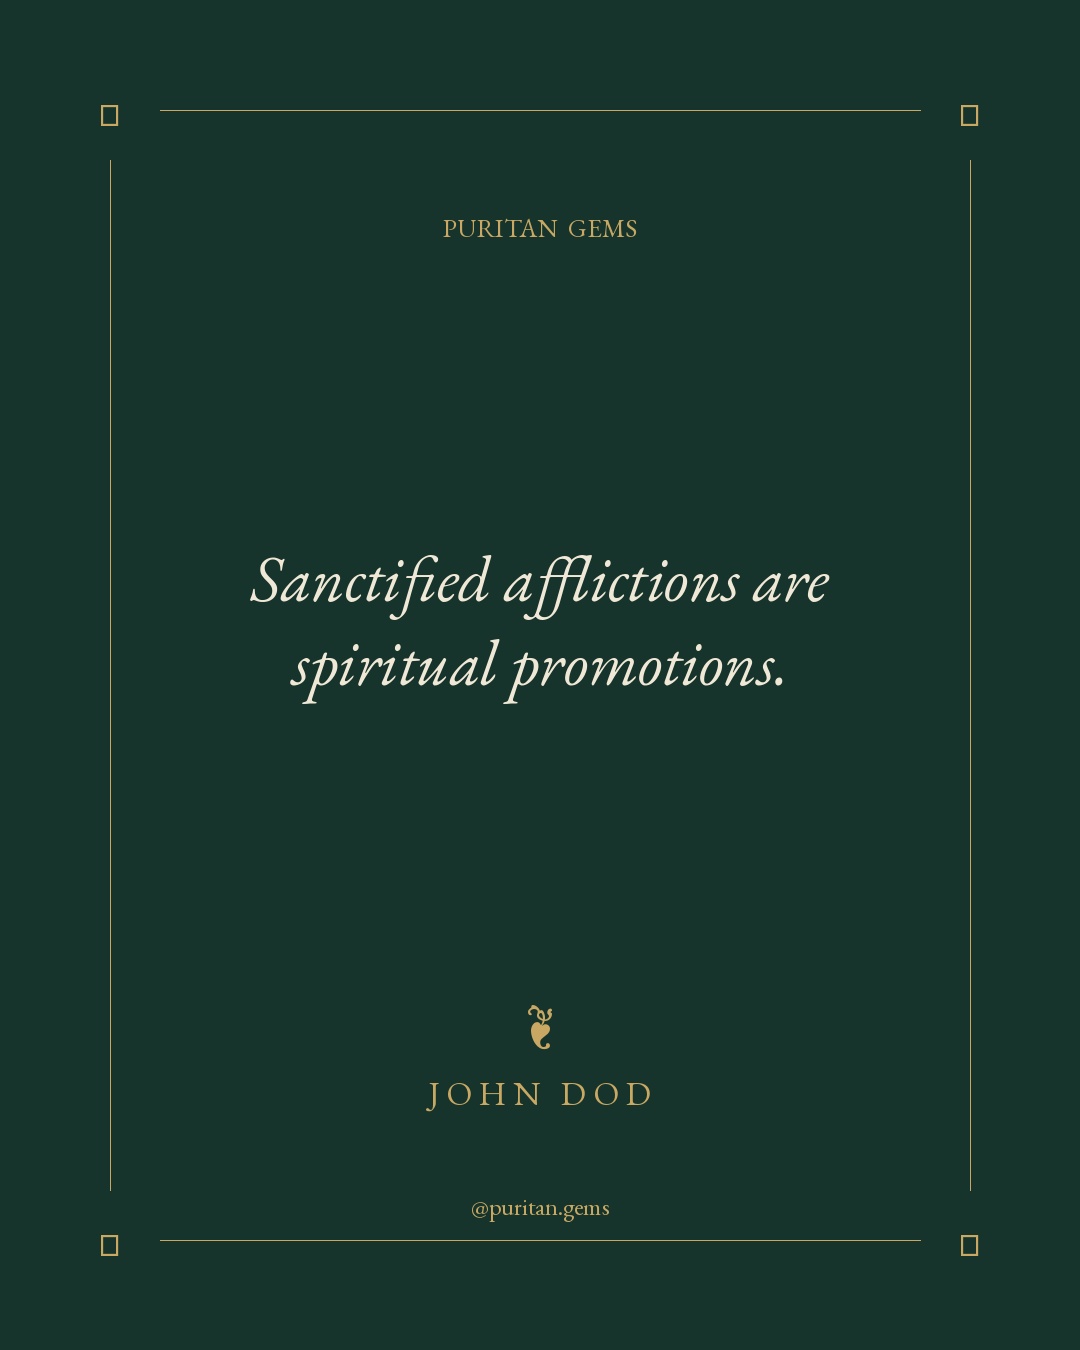 PURITAN GEMS
Sanctified afflictions are
spiritual promotions.
JOHN DOD
@puritan.gems